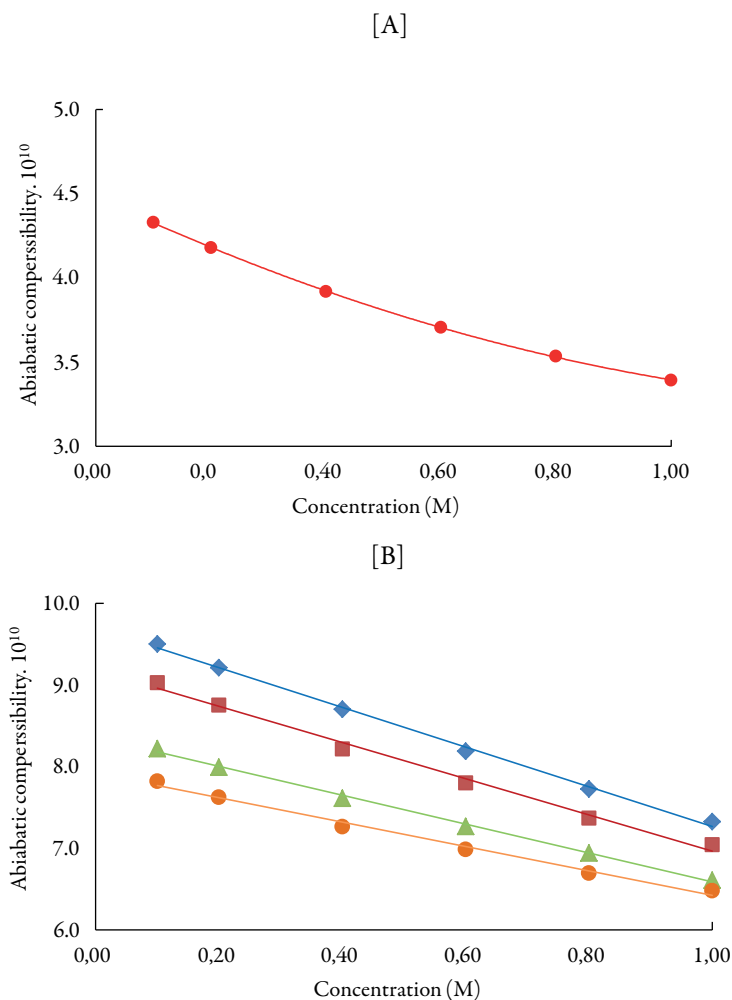 [A]
Abiabatic comperssibility. 10¹⁰
5.0
4.5
4.0
3.5
3.0
0,00 0,0 0,40 0,60 0,80 1,00
Concentration (M)
[B]
Abiabatic comperssibility. 10¹⁰
10.0
9.0
8.0
7.0
6.0
0,00 0,20 0,40 0,60 0,80 1,00
Concentration (M)